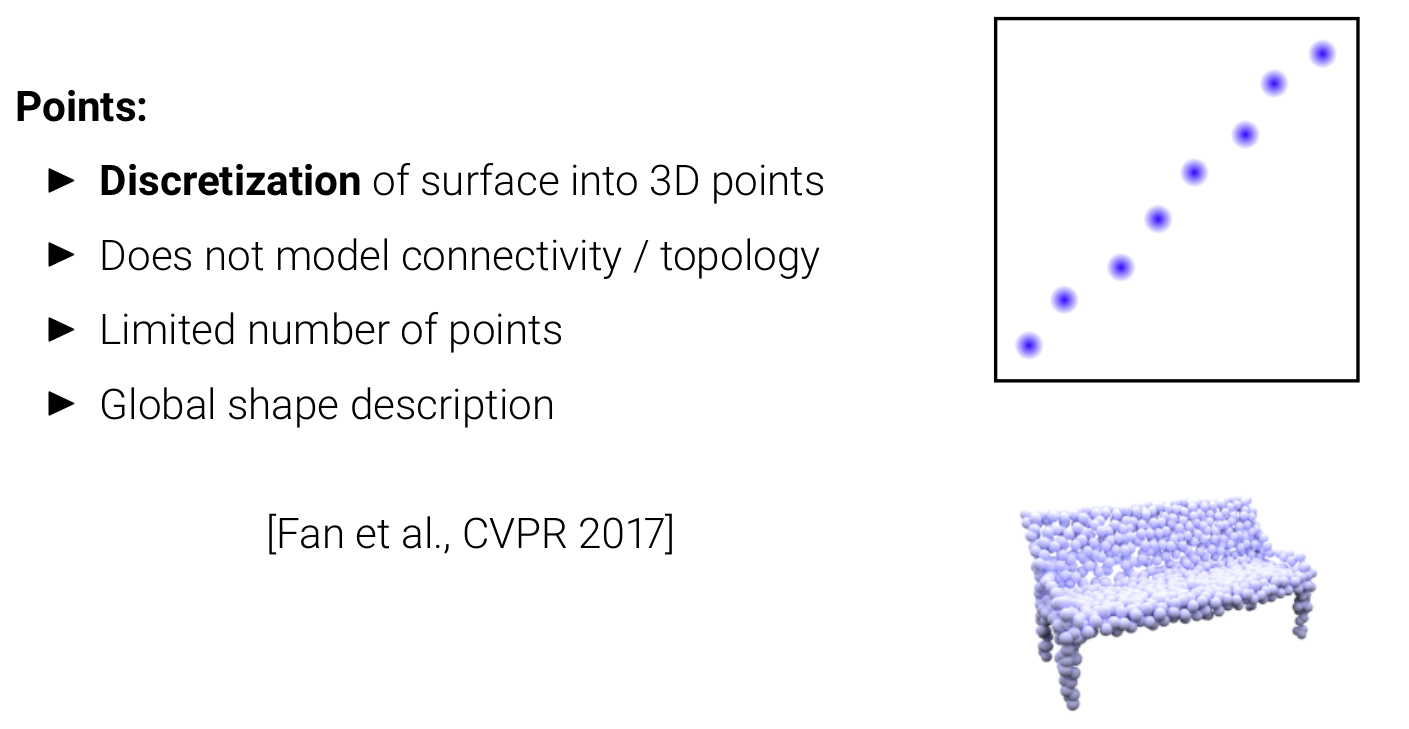 Points:
► Discretization of surface into 3D points
► Does not model connectivity / topology
► Limited number of points
► Global shape description
[Fan et al., CVPR 2017]